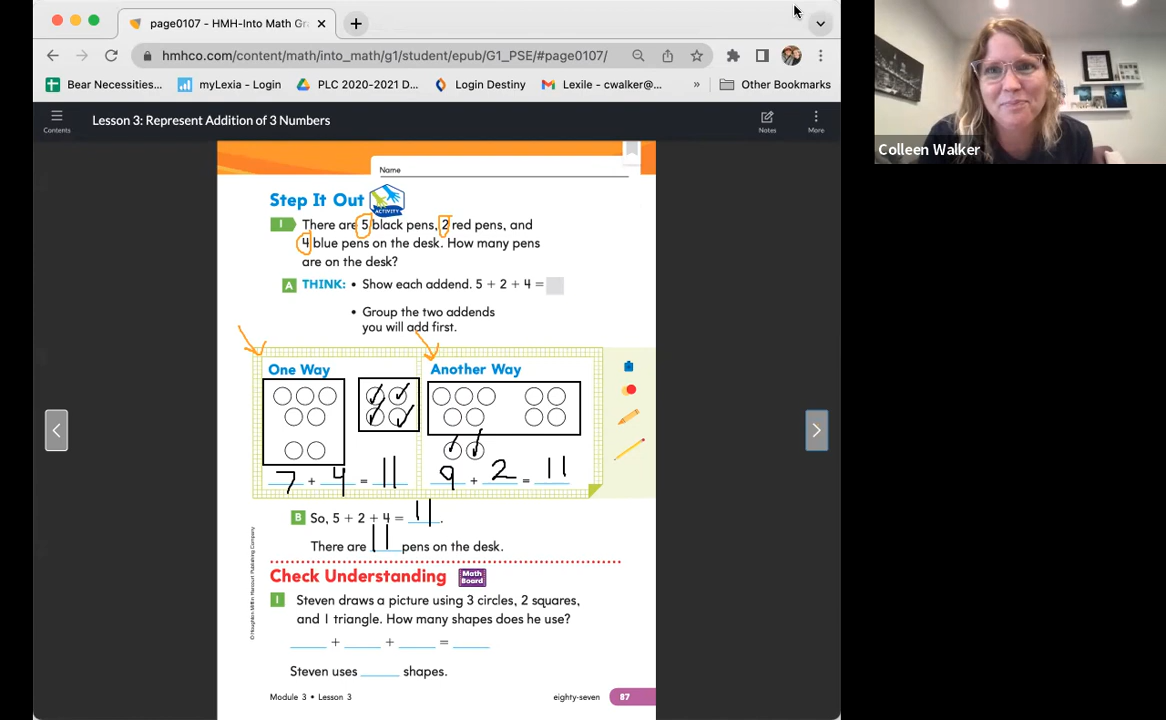 page0107 - HMH-Into Math Gr
hmhco.com/content/math/into_math/g1/student/epub/G1_PSE/#page0107/
Bear Necessities... myLexia - Login PLC 2020-2021 D... Login Destiny Lexile - cwalker@... » Other Bookmarks
Contents Lesson 3: Represent Addition of 3 Numbers Notes More
Colleen Walker
Name
Step It Out
ACTIVITY
1 There are 5 black pens, 2 red pens, and
4 blue pens on the desk. How many pens
are on the desk?
A THINK: • Show each addend. 5 + 2 + 4 =
• Group the two addends
you will add first.
One Way Another Way
7 + 4 = 11 9 + 2 = 11
B So, 5 + 2 + 4 = 11.
There are 11 pens on the desk.
© Houghton Mifflin Harcourt Publishing Company
Check Understanding Math Board
1 Steven draws a picture using 3 circles, 2 squares,
and 1 triangle. How many shapes does he use?
+ + =
Steven uses shapes.
Module 3 • Lesson 3 eighty-seven 87